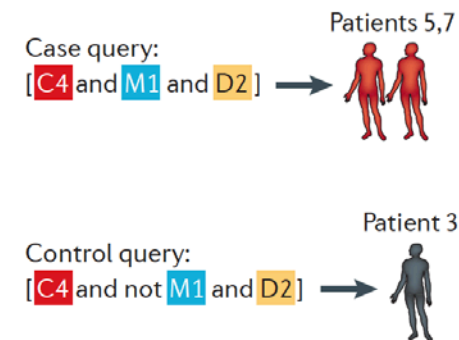 Patients 5,7
Case query:
[C4 and M1 and D2]
Patient 3
Control query:
[C4 and not M1 and D2]